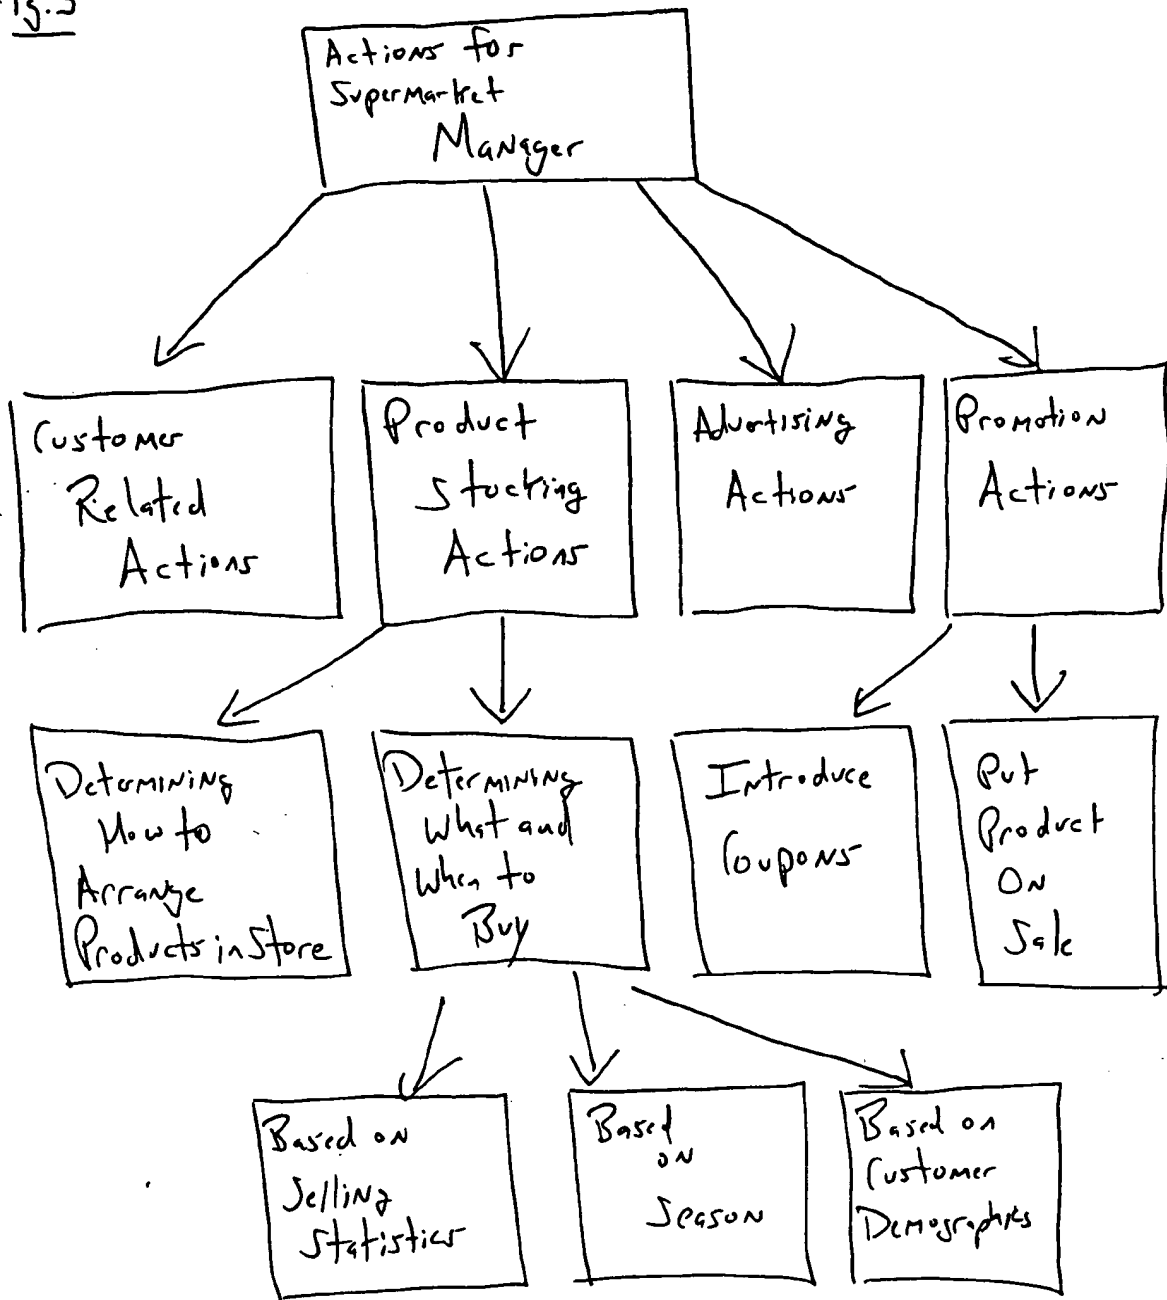 Actions for
Supermarket
Manager
Customer
Related
Actions
Product
Stocking
Actions
Advertising
Actions
Promotion
Actions
Determining
How to
Arrange
Products in Store
Determining
What and
When to
Buy
Introduce
Coupons
Put
Product
On
Sale
Based on
Selling
Statistics
Based
on
Season
Based on
Customer
Demographics